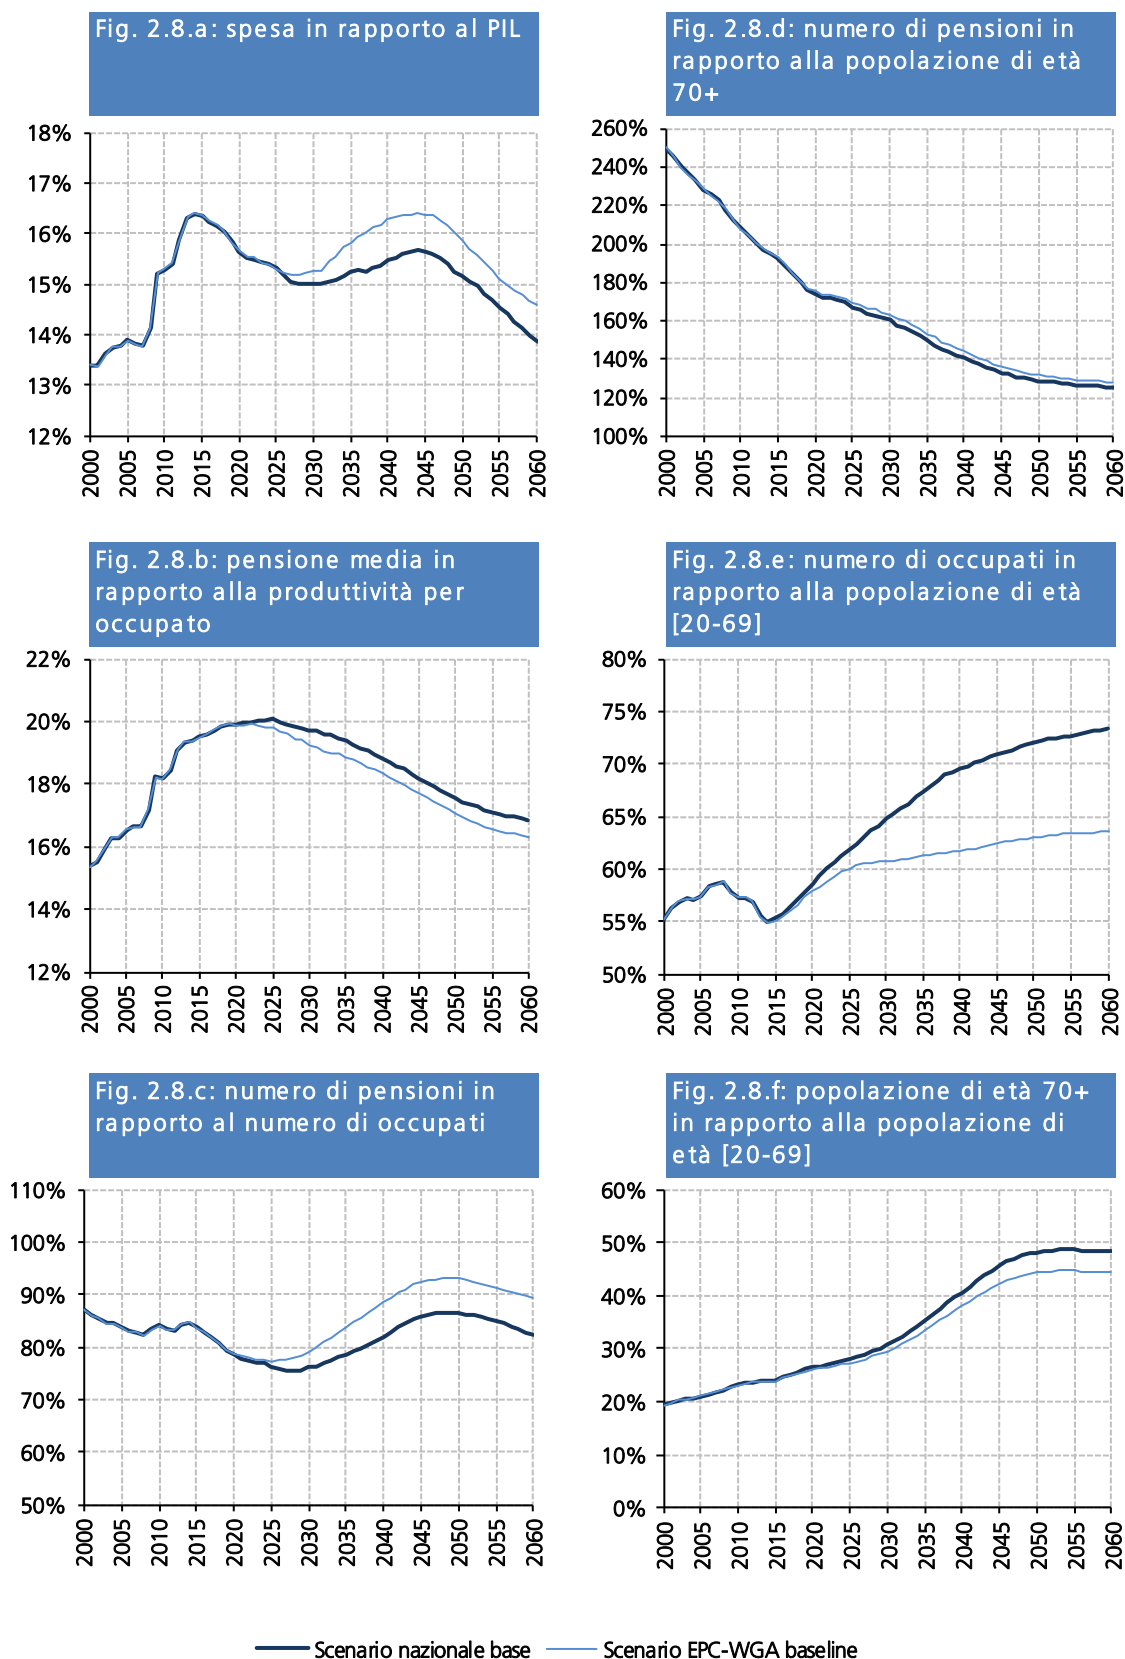 Fig. 2.8.a: spesa in rapporto al PIL
18%
17%
16%
15%
14%
13%
12%
2000 2005 2010 2015 2020 2025 2030 2035 2040 2045 2050 2055 2060
Fig. 2.8.d: numero di pensioni in
rapporto alla popolazione di età
70+
260%
240%
220%
200%
180%
160%
140%
120%
100%
2000 2005 2010 2015 2020 2025 2030 2035 2040 2045 2050 2055 2060
Fig. 2.8.b: pensione media in
rapporto alla produttività per
occupato
22%
20%
18%
16%
14%
12%
2000 2005 2010 2015 2020 2025 2030 2035 2040 2045 2050 2055 2060
Fig. 2.8.e: numero di occupati in
rapporto alla popolazione di età
[20-69]
80%
75%
70%
65%
60%
55%
50%
2000 2005 2010 2015 2020 2025 2030 2035 2040 2045 2050 2055 2060
Fig. 2.8.c: numero di pensioni in
rapporto al numero di occupati
110%
100%
90%
80%
70%
60%
50%
2000 2005 2010 2015 2020 2025 2030 2035 2040 2045 2050 2055 2060
Fig. 2.8.f: popolazione di età 70+
in rapporto alla popolazione di
età [20-69]
60%
50%
40%
30%
20%
10%
0%
2000 2005 2010 2015 2020 2025 2030 2035 2040 2045 2050 2055 2060
Scenario nazionale base Scenario EPC-WGA baseline